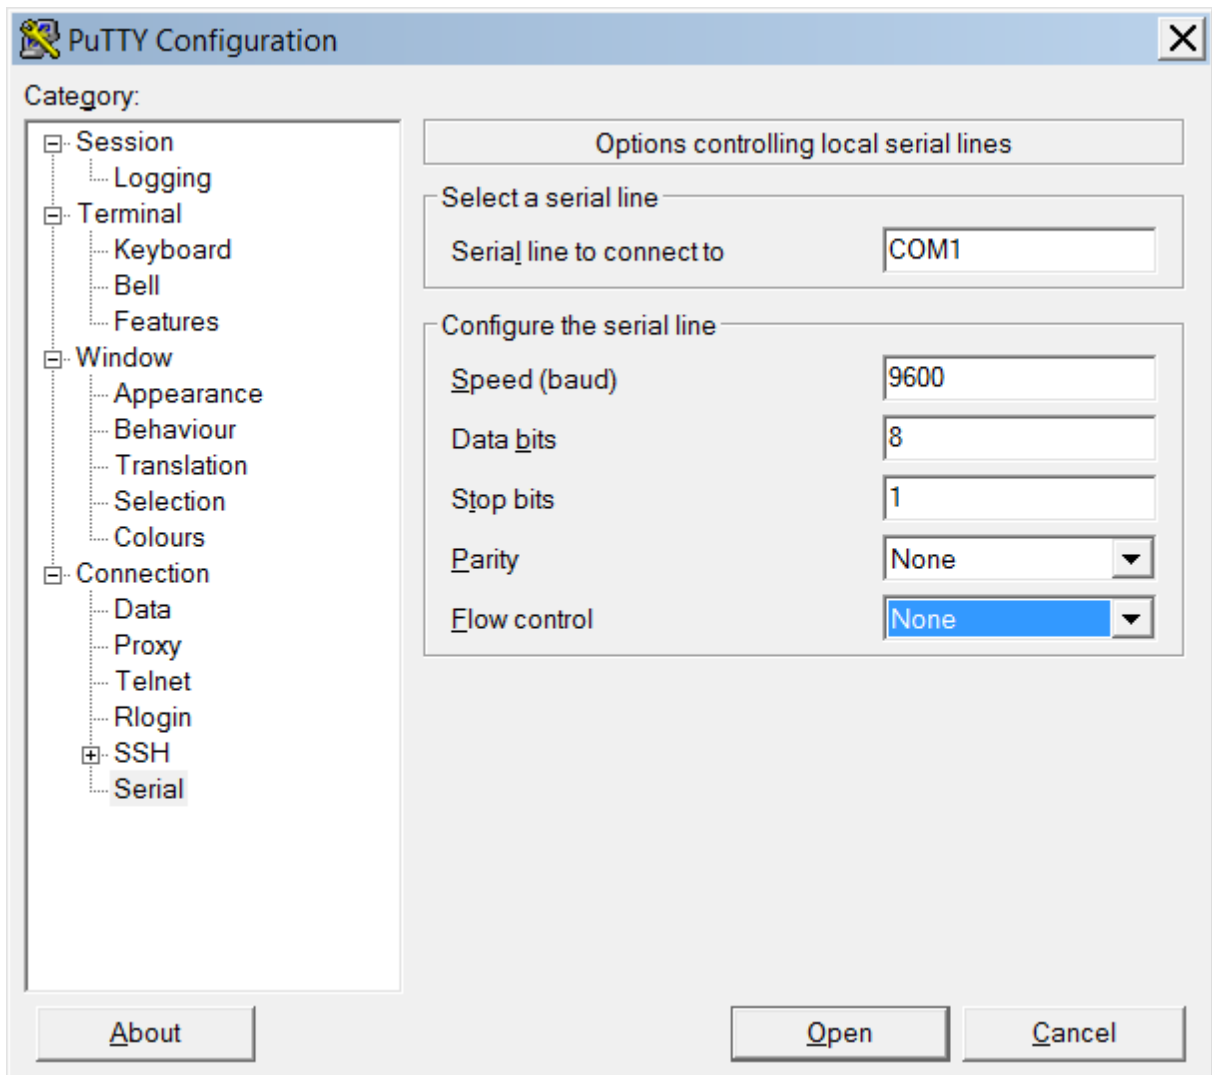 PuTTY Configuration
Category:
Session
Logging
Terminal
Keyboard
Bell
Features
Window
Appearance
Behaviour
Translation
Selection
Colours
Connection
Data
Proxy
Telnet
Rlogin
SSH
Serial
Options controlling local serial lines
Select a serial line
Serial line to connect to COM1
Configure the serial line
Speed (baud) 9600
Data bits 8
Stop bits 1
Parity None
Flow control None
About Open Cancel